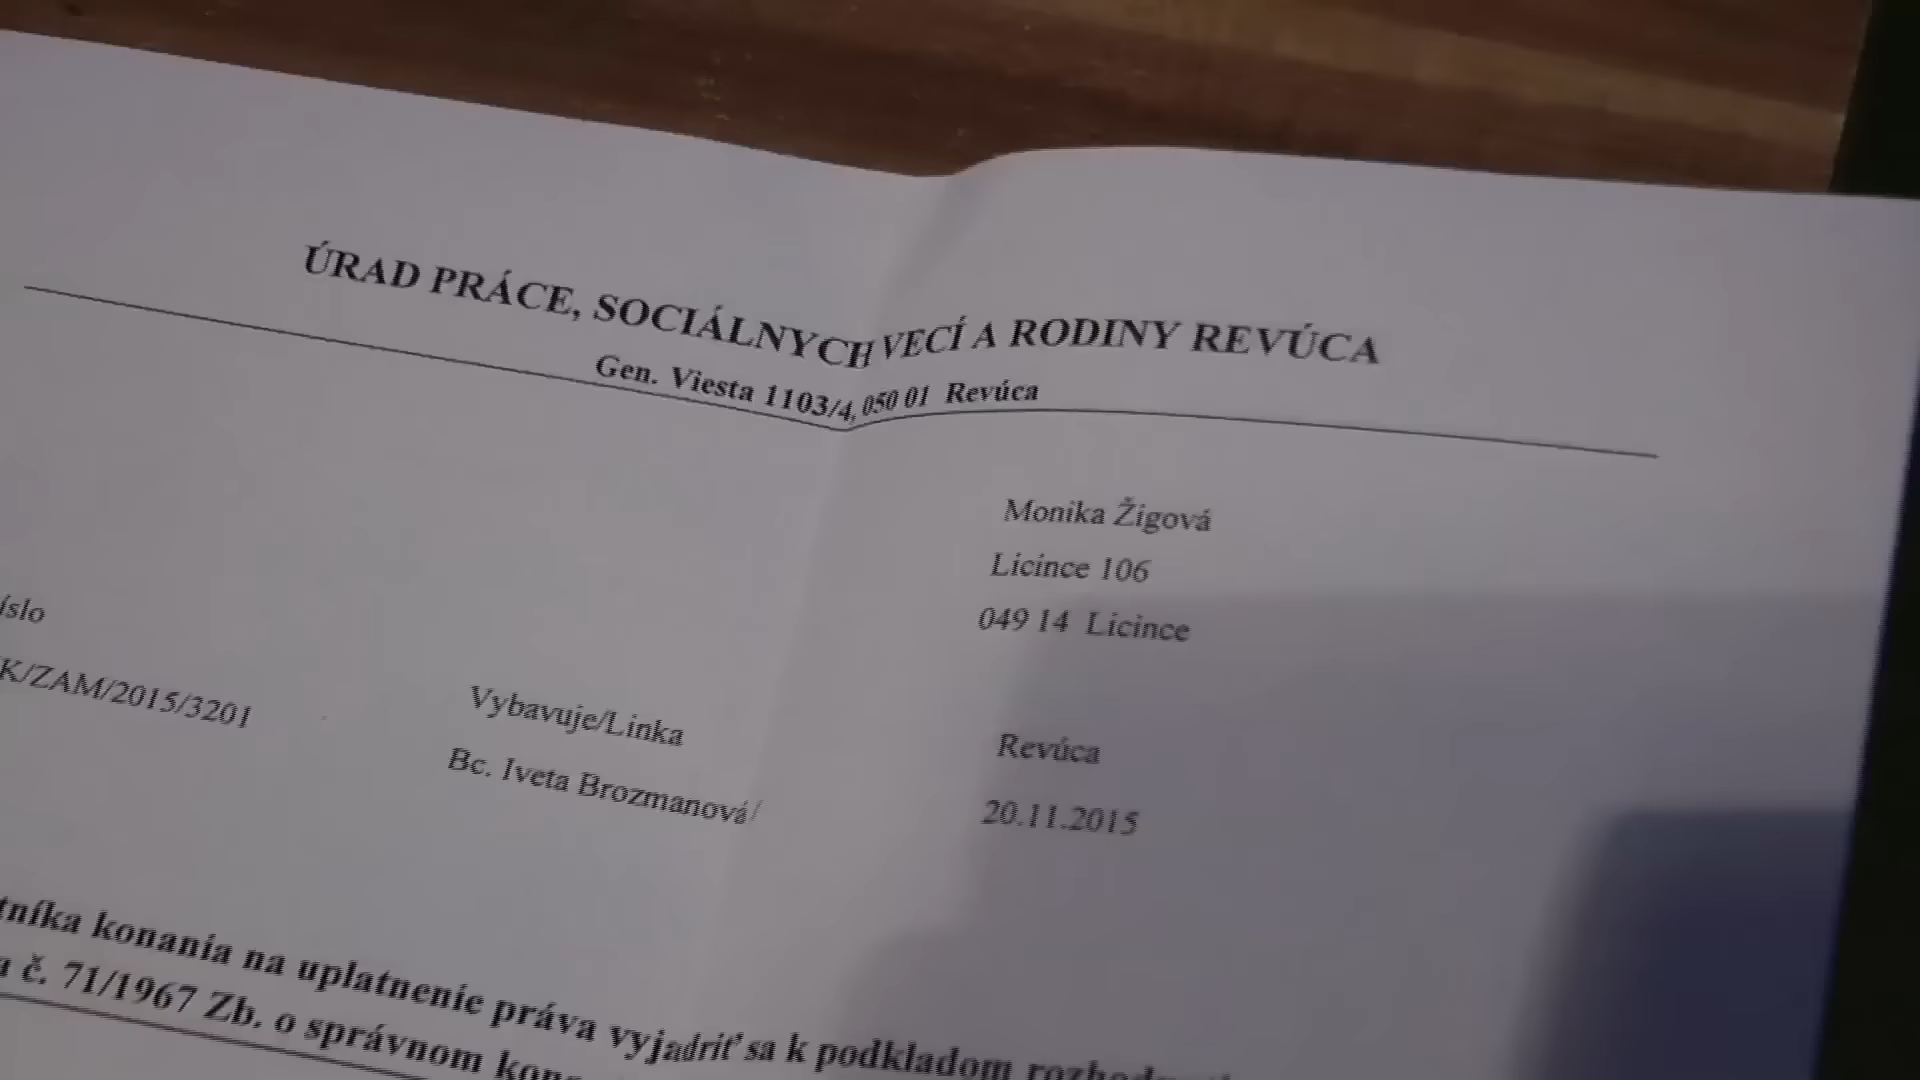 ÚRAD PRÁCE, SOCIÁLNYCH VECÍ A RODINY REVÚCA
Gen. Viesta 1103/4, 050 01 Revúca
Monika Žigová
Licince 106
049 14 Licince
íslo
K/ZAM/2015/3201
Vybavuje/Linka
Bc. Iveta Brozmanová/
Revúca
20.11.2015
tníka konania na uplatnenie práva vyjadriť sa k podkladom
č. 71/1967 Zb. o správnom